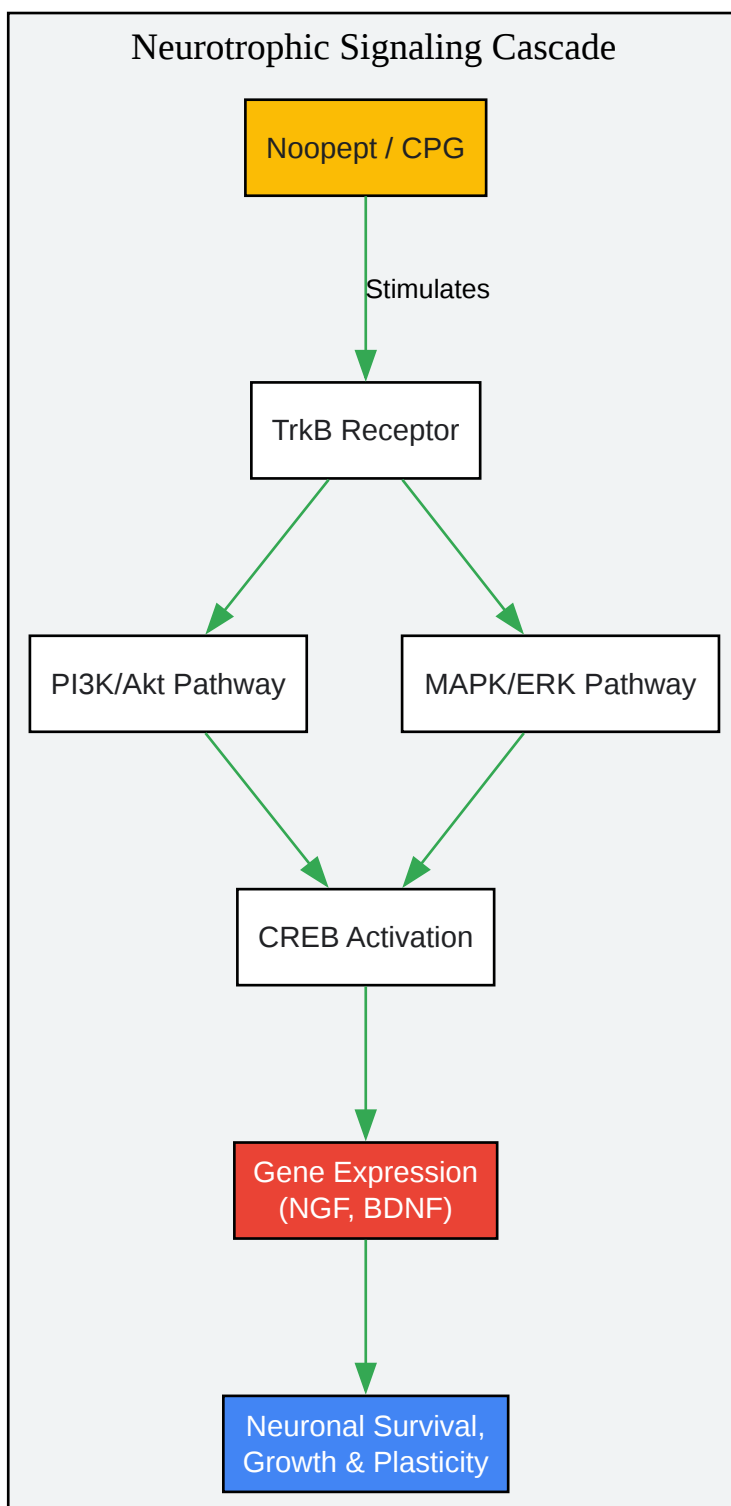 Neurotrophic Signaling Cascade
Noopept / CPG
Stimulates
TrkB Receptor
PI3K/Akt Pathway
MAPK/ERK Pathway
CREB Activation
Gene Expression
(NGF, BDNF)
Neuronal Survival,
Growth & Plasticity